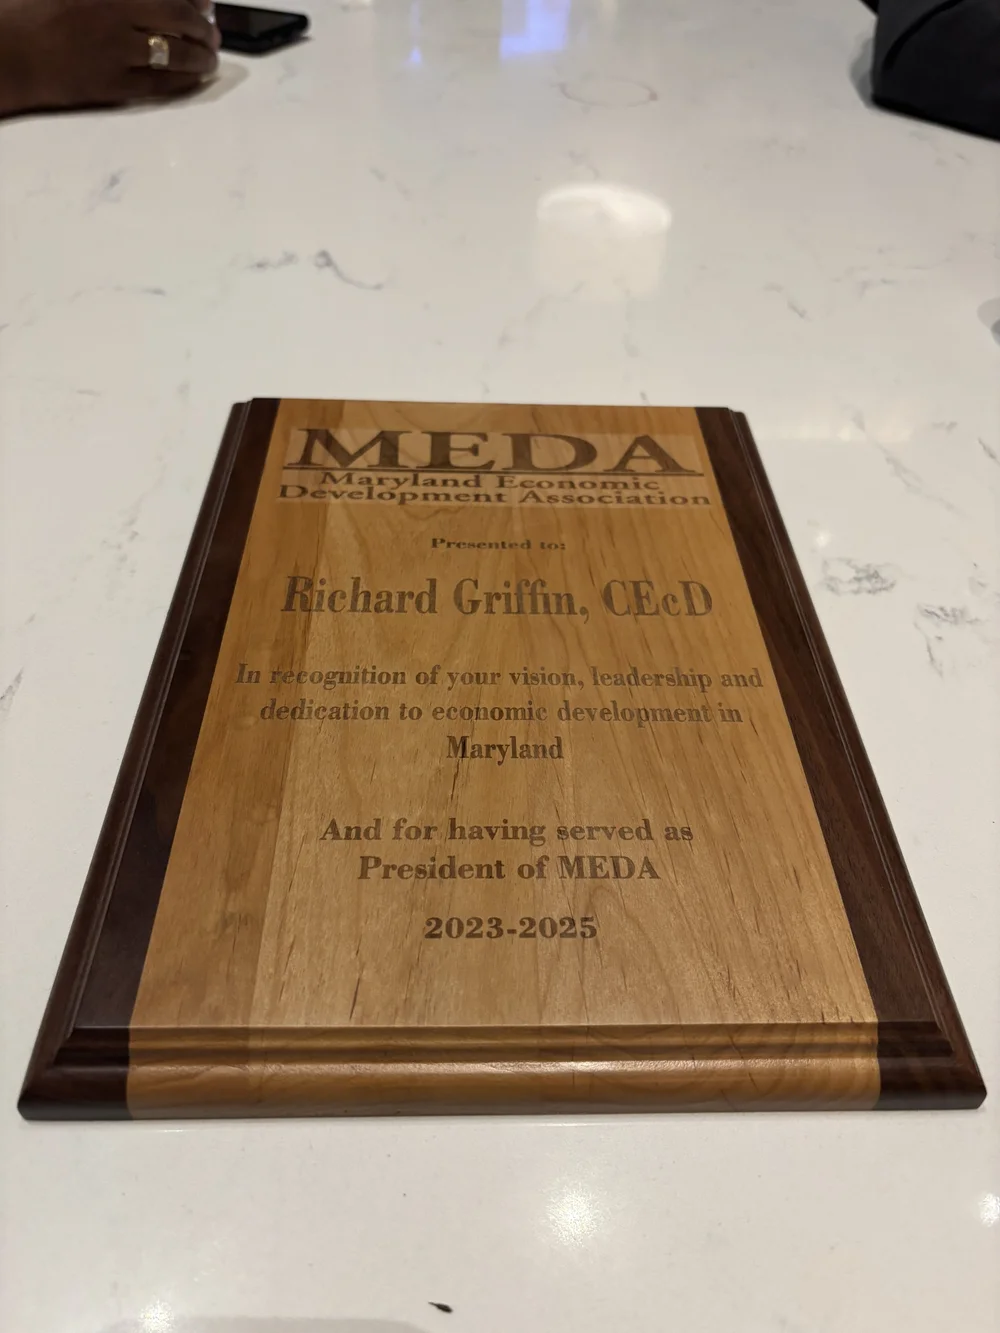 MEDA
Maryland Economic
Development Association
Presented to:
Richard Griffin, CEcD
In recognition of your vision, leadership and
dedication to economic development in
Maryland
And for having served as
President of MEDA
2023-2025